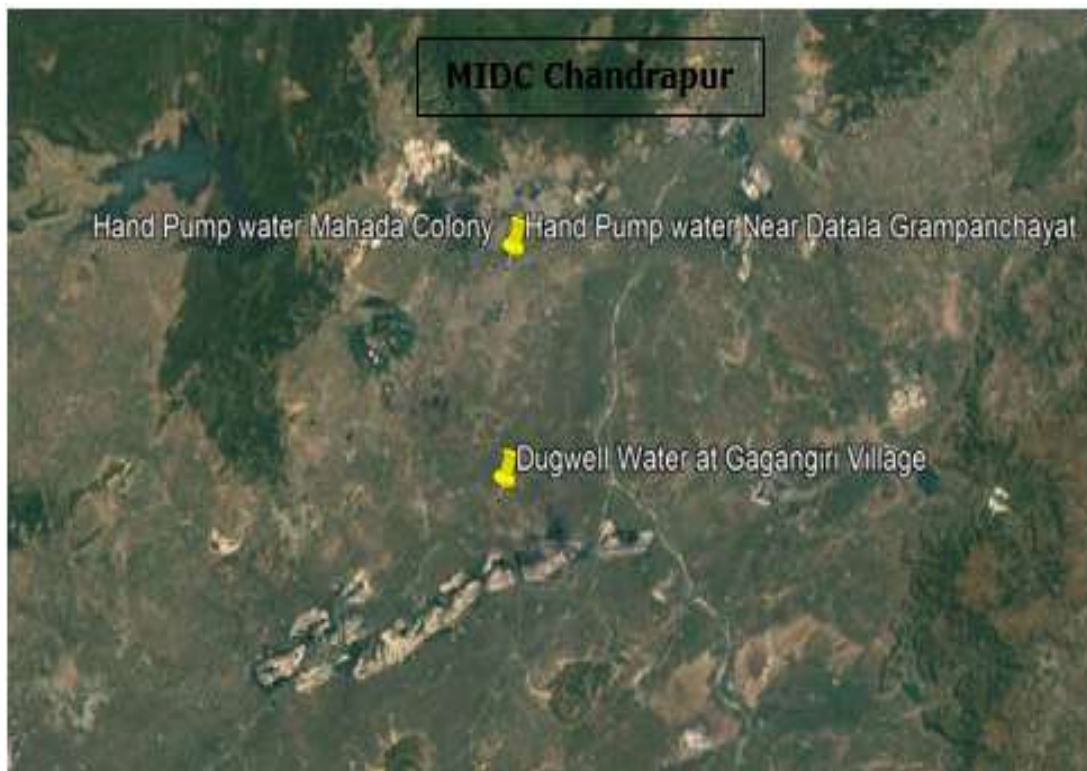 MIDC Chandrapur
Hand Pump water Mahada Colony
Hand Pump water Near Datala Grampanchayat
Dugwell Water at Gagangiri Village